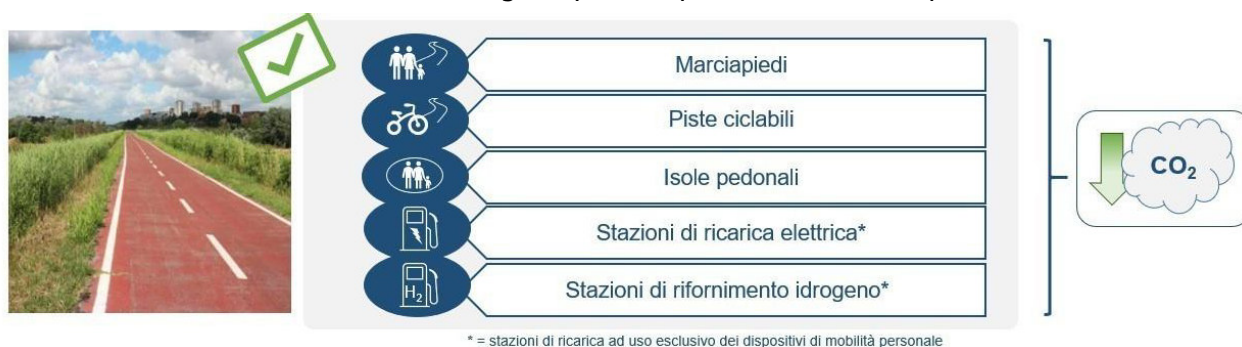 Marciapiedi
Piste ciclabili
Isole pedonali
Stazioni di ricarica elettrica*
H2
Stazioni di rifornimento idrogeno*
CO2
* = stazioni di ricarica ad uso esclusivo dei dispositivi di mobilità personale